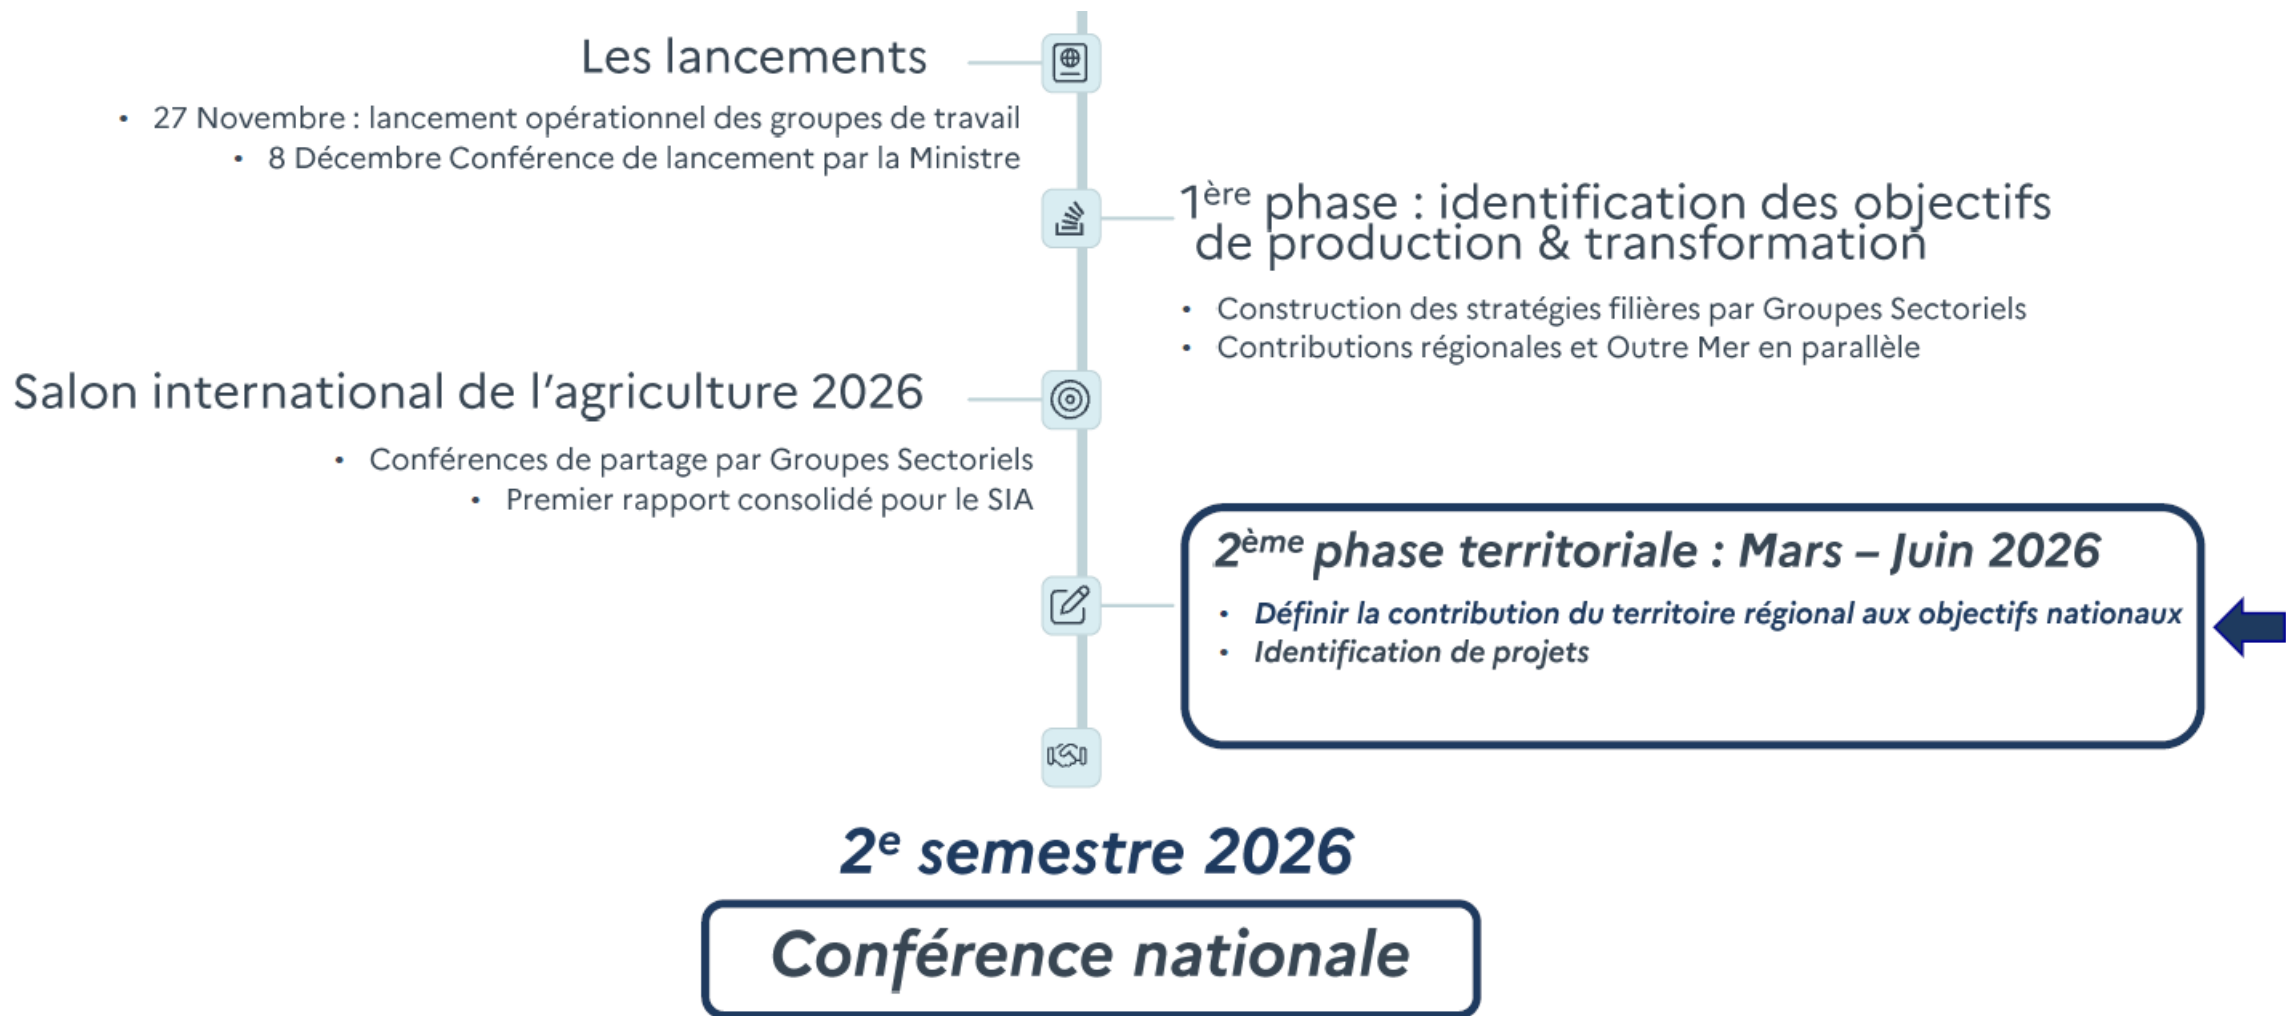 Les lancements
• 27 Novembre : lancement opérationnel des groupes de travail
• 8 Décembre Conférence de lancement par la Ministre
1ère phase : identification des objectifs
de production & transformation
• Construction des stratégies filières par Groupes Sectoriels
• Contributions régionales et Outre Mer en parallèle
Salon international de l’agriculture 2026
• Conférences de partage par Groupes Sectoriels
• Premier rapport consolidé pour le SIA
2ème phase territoriale : Mars – Juin 2026
• Définir la contribution du territoire régional aux objectifs nationaux
• Identification de projets
2e semestre 2026
Conférence nationale